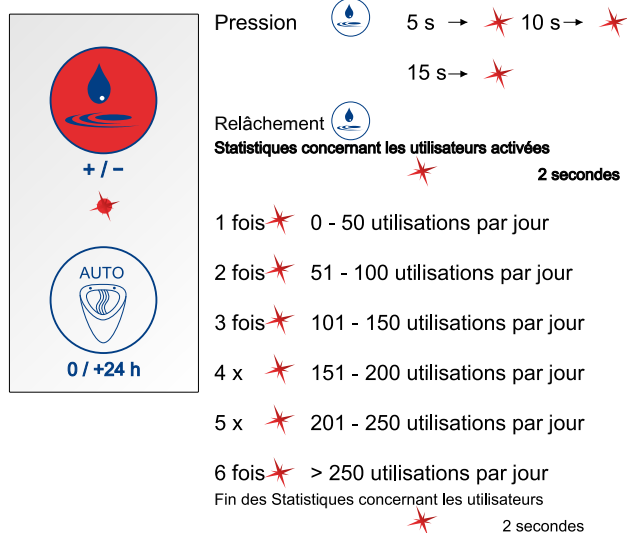 + / −
AUTO
0 / +24 h
Pression 5 s → 10 s →
15 s →
Relâchement
Statistiques concernant les utilisateurs activées
2 secondes
1 fois 0 - 50 utilisations par jour
2 fois 51 - 100 utilisations par jour
3 fois 101 - 150 utilisations par jour
4 x 151 - 200 utilisations par jour
5 x 201 - 250 utilisations par jour
6 fois > 250 utilisations par jour
Fin des Statistiques concernant les utilisateurs
2 secondes